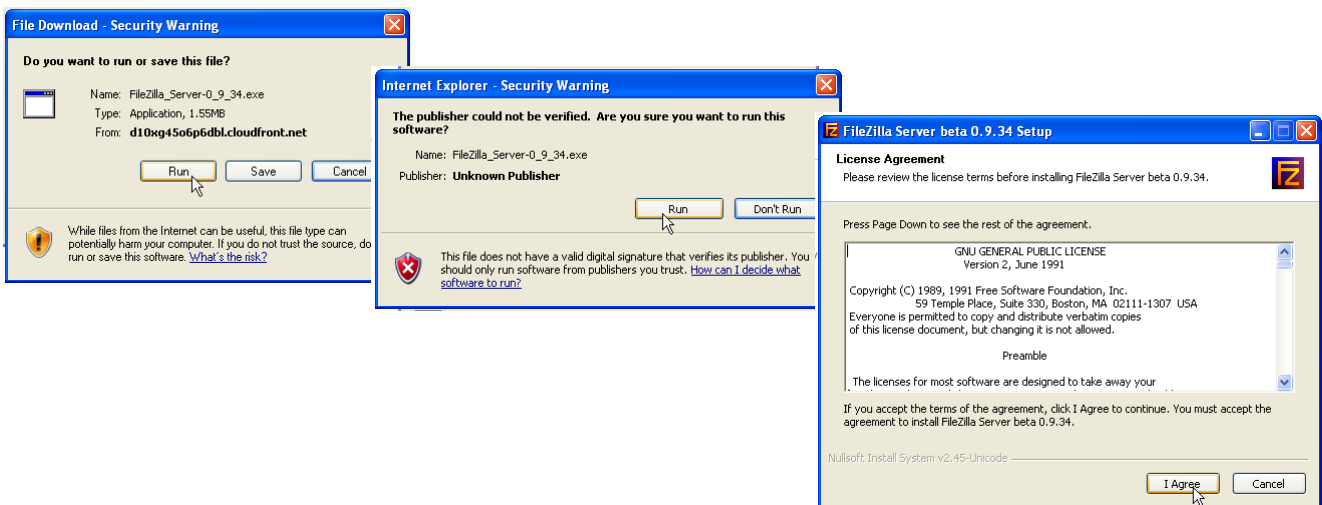 File Download - Security Warning
Do you want to run or save this file?
Name: FileZilla_Server-0_9_34.exe
Type: Application, 1.55MB
From: d10xg45o6p6dbl.cloudfront.net
Run
Save
Cancel
While files from the Internet can be useful, this file type can
potentially harm your computer. If you do not trust the source, do
run or save this software. What's the risk?
Internet Explorer - Security Warning
The publisher could not be verified. Are you sure you want to run this
software?
Name: FileZilla_Server-0_9_34.exe
Publisher: Unknown Publisher
Run
Don't Run
This file does not have a valid digital signature that verifies its publisher. You
should only run software from publishers you trust. How can I decide what
software to run?
FileZilla Server beta 0.9.34 Setup
License Agreement
Please review the license terms before installing FileZilla Server beta 0.9.34.
Press Page Down to see the rest of the agreement.
GNU GENERAL PUBLIC LICENSE
Version 2, June 1991
Copyright (C) 1989, 1991 Free Software Foundation, Inc.
59 Temple Place, Suite 330, Boston, MA 02111-1307 USA
Everyone is permitted to copy and distribute verbatim copies
of this license document, but changing it is not allowed.
Preamble
The licenses for most software are designed to take away your
If you accept the terms of the agreement, click I Agree to continue. You must accept the
agreement to install FileZilla Server beta 0.9.34.
Nullsoft Install System v2.45-Unicode
I Agree
Cancel